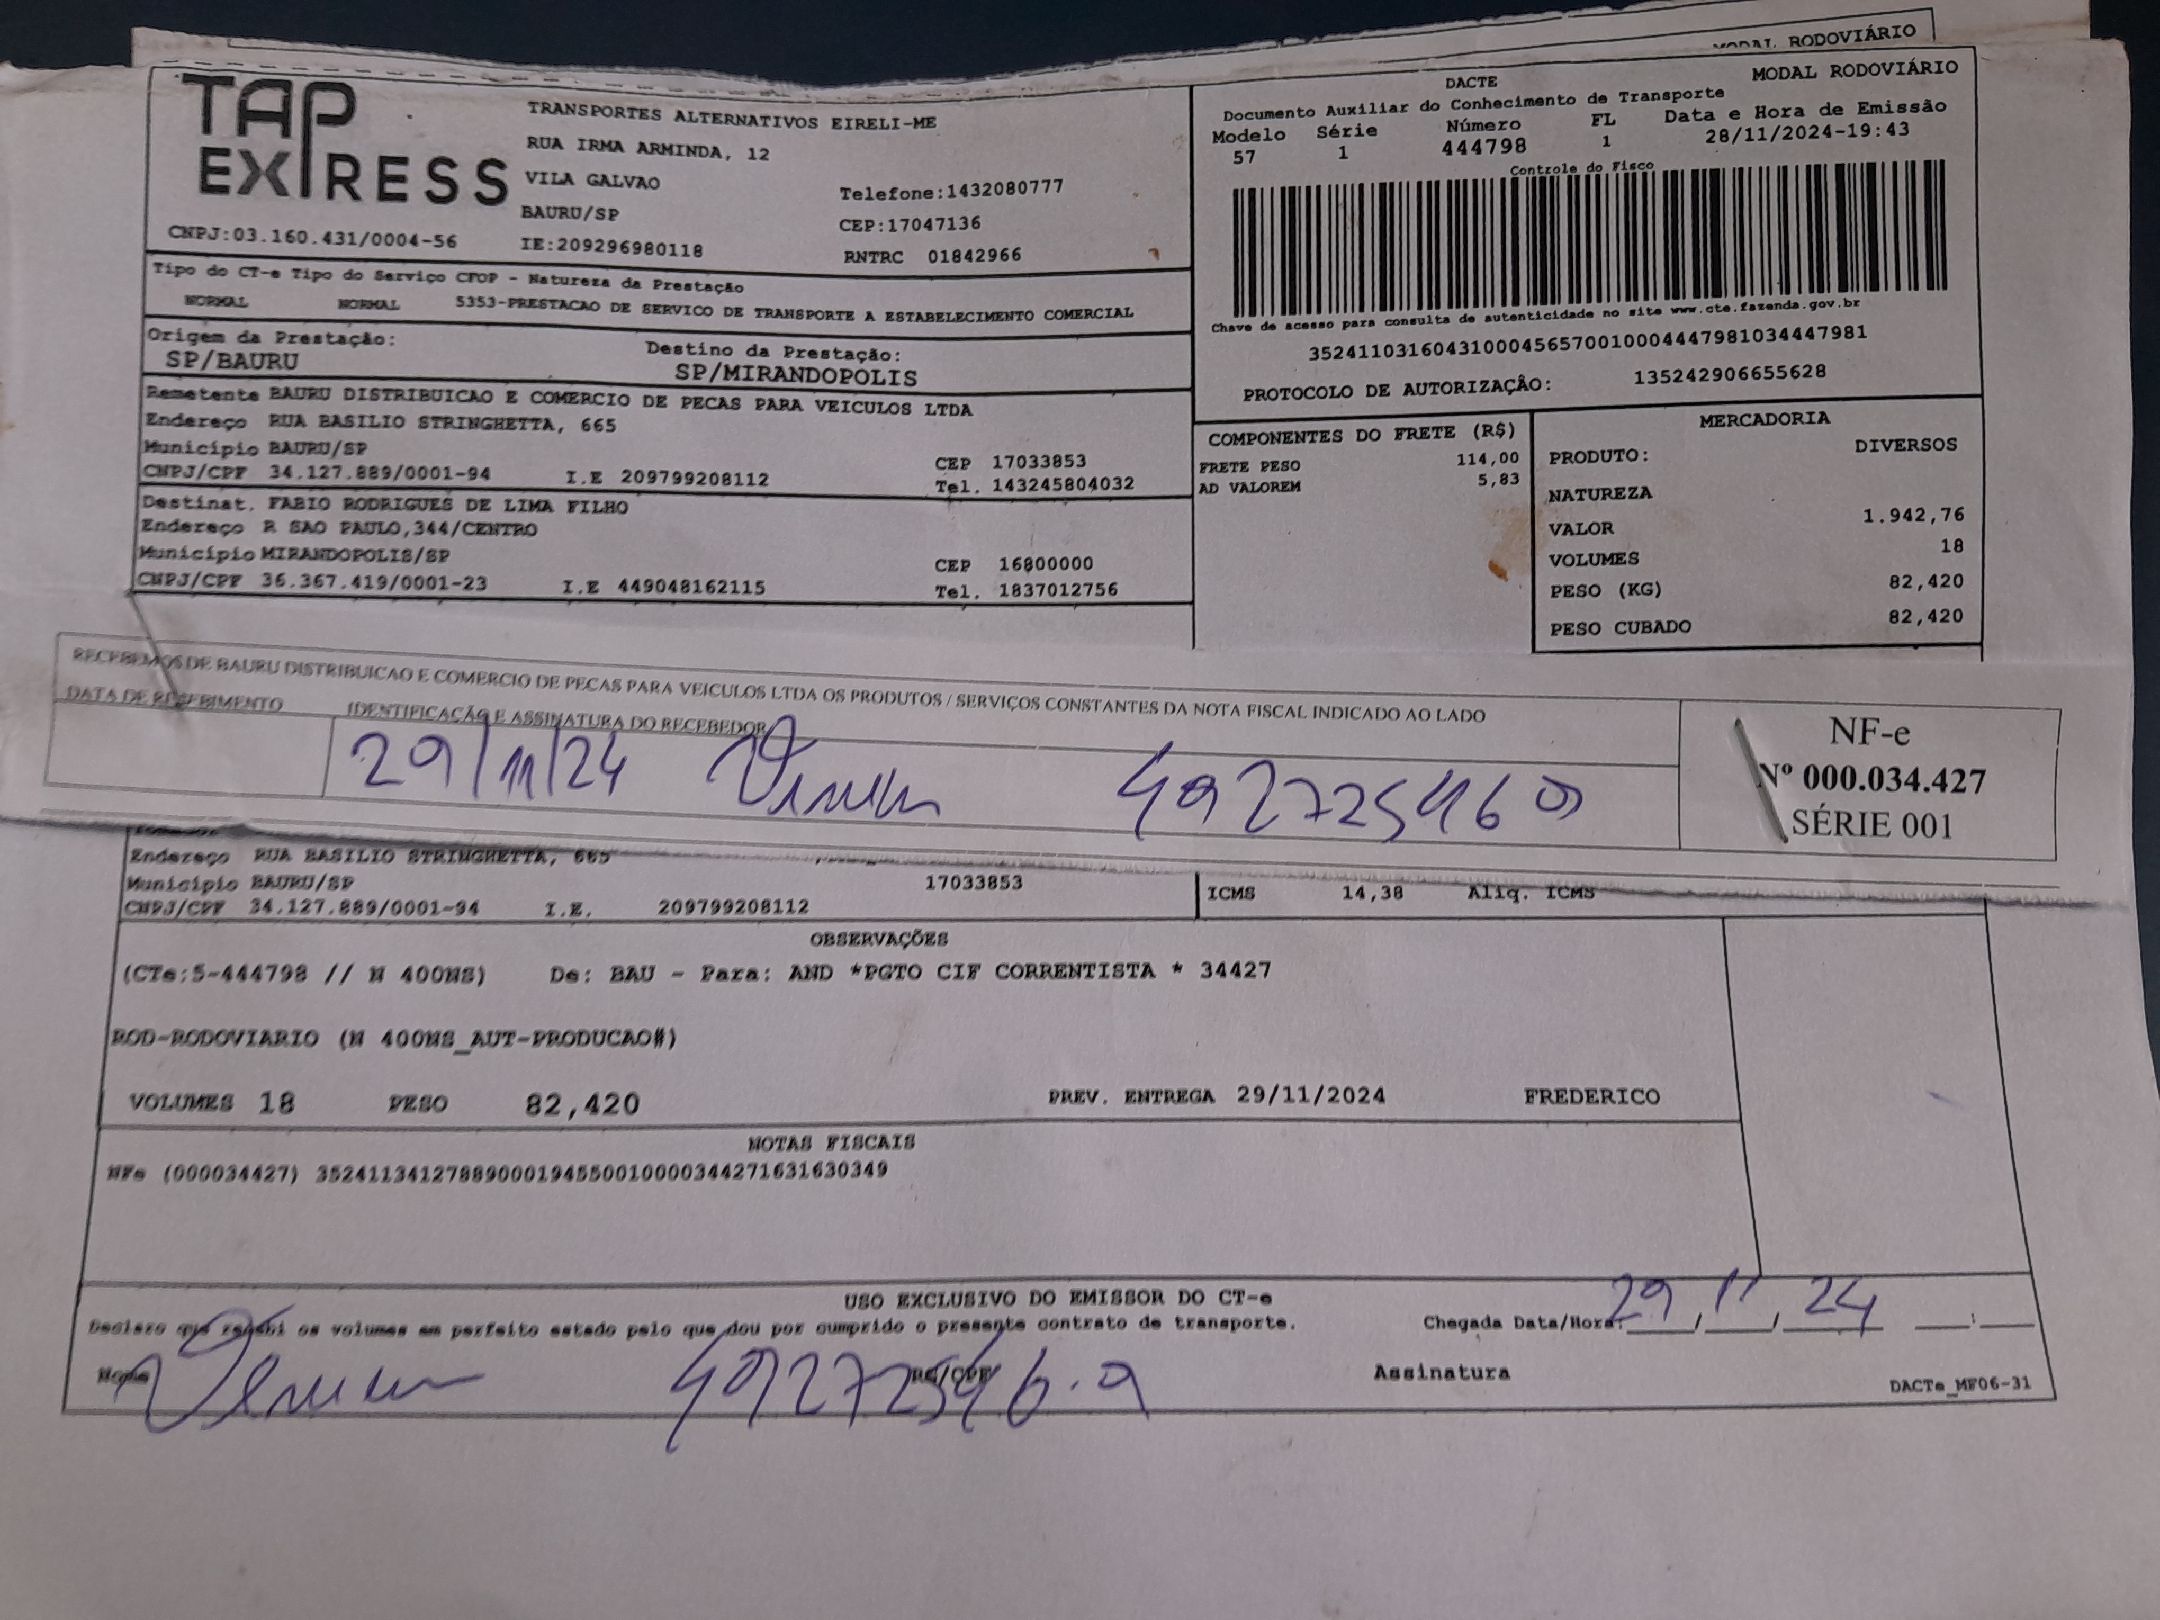 MODAL RODOVIÁRIO
TAP EXPRESS
TRANSPORTES ALTERNATIVOS EIRELI-ME
RUA IRMA ARMINDA, 12
VILA GALVAO
BAURU/SP
Telefone:1432080777
CEP:17047136
CNPJ:03.160.431/0004-56 IE:209296980118 RNTRC 01842966
DACTE MODAL RODOVIÁRIO
Documento Auxiliar do Conhecimento de Transporte
Modelo Série Número FL Data e Hora de Emissão
57 1 444798 1 28/11/2024-19:43
Controle do Fisco
Chave de acesso para consulta de autenticidade no site www.cte.fazenda.gov.br
35241103160431000456570010004447981034447981
PROTOCOLO DE AUTORIZAÇÃO: 135242906655628
Tipo do CT-e Tipo do Serviço CFOP - Natureza da Prestação
NORMAL NORMAL 5353-PRESTACAO DE SERVICO DE TRANSPORTE A ESTABELECIMENTO COMERCIAL
Origem da Prestação: Destino da Prestação:
SP/BAURU SP/MIRANDOPOLIS
Remetente BAURU DISTRIBUICAO E COMERCIO DE PECAS PARA VEICULOS LTDA
Endereço RUA BASILIO STRINGHETTA, 665
Município BAURU/SP CEP 17033853
CNPJ/CPF 34.127.889/0001-94 I.E 209799208112 Tel. 143245804032
Destinat. FABIO RODRIGUES DE LIMA FILHO
Endereço R SAO PAULO,344/CENTRO
Município MIRANDOPOLIS/SP CEP 16800000
CNPJ/CPF 36.367.419/0001-23 I.E 449048162115 Tel. 1837012756
COMPONENTES DO FRETE (R$)
FRETE PESO 114,00
AD VALOREM 5,83
MERCADORIA
PRODUTO: DIVERSOS
NATUREZA
VALOR 1.942,76
VOLUMES 18
PESO (KG) 82,420
PESO CUBADO 82,420
RECEBEMOS DE BAURU DISTRIBUICAO E COMERCIO DE PECAS PARA VEICULOS LTDA OS PRODUTOS / SERVIÇOS CONSTANTES DA NOTA FISCAL INDICADO AO LADO
DATA DE RECEBIMENTO IDENTIFICAÇÃO E ASSINATURA DO RECEBEDOR
29/11/24 492725469
NF-e
Nº 000.034.427
SÉRIE 001
Endereço RUA BASILIO STRINGHETTA, 665
Município BAURU/SP 17033853
CNPJ/CPF 34.127.889/0001-94 I.E. 209799208112
ICMS 14,38 Aliq. ICMS
OBSERVAÇÕES
(CTe:5-444798 // N 400NS) De: BAU - Para: AND *PGTO CIF CORRENTISTA * 34427
ROD-RODOVIARIO (N 400NS_AUT-PRODUCAO#)
VOLUMES 18 PESO 82,420 PREV. ENTREGA 29/11/2024 FREDERICO
NOTAS FISCAIS
NFe (000034427) 35241134127889000194550010000344271631630349
USO EXCLUSIVO DO EMISSOR DO CT-e
Declaro que recebi os volumes em perfeito estado pelo que dou por cumprido o presente contrato de transporte.
Chegada Data/Hora: 29/11/24
Nome 49272546.9 RG/CPF Assinatura
DACTe_MF06-31